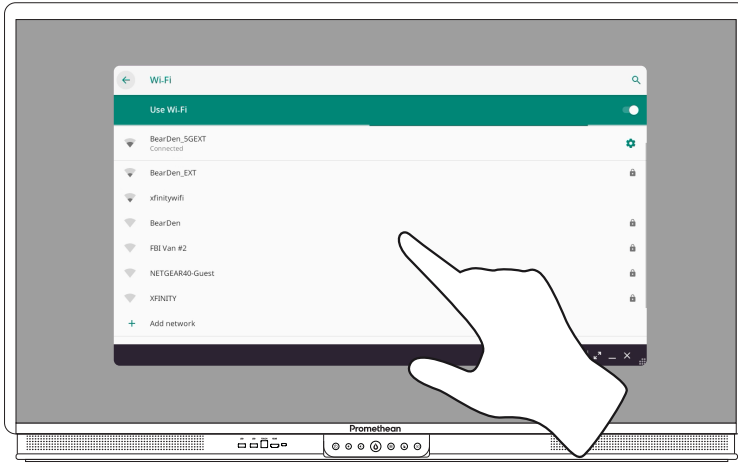 Wi-Fi
Use Wi-Fi
BearDen_5GEXT
Connected
BearDen_EXT
xfinitywifi
BearDen
FBI Van #2
NETGEAR40-Guest
XFINITY
Add network
Promethean